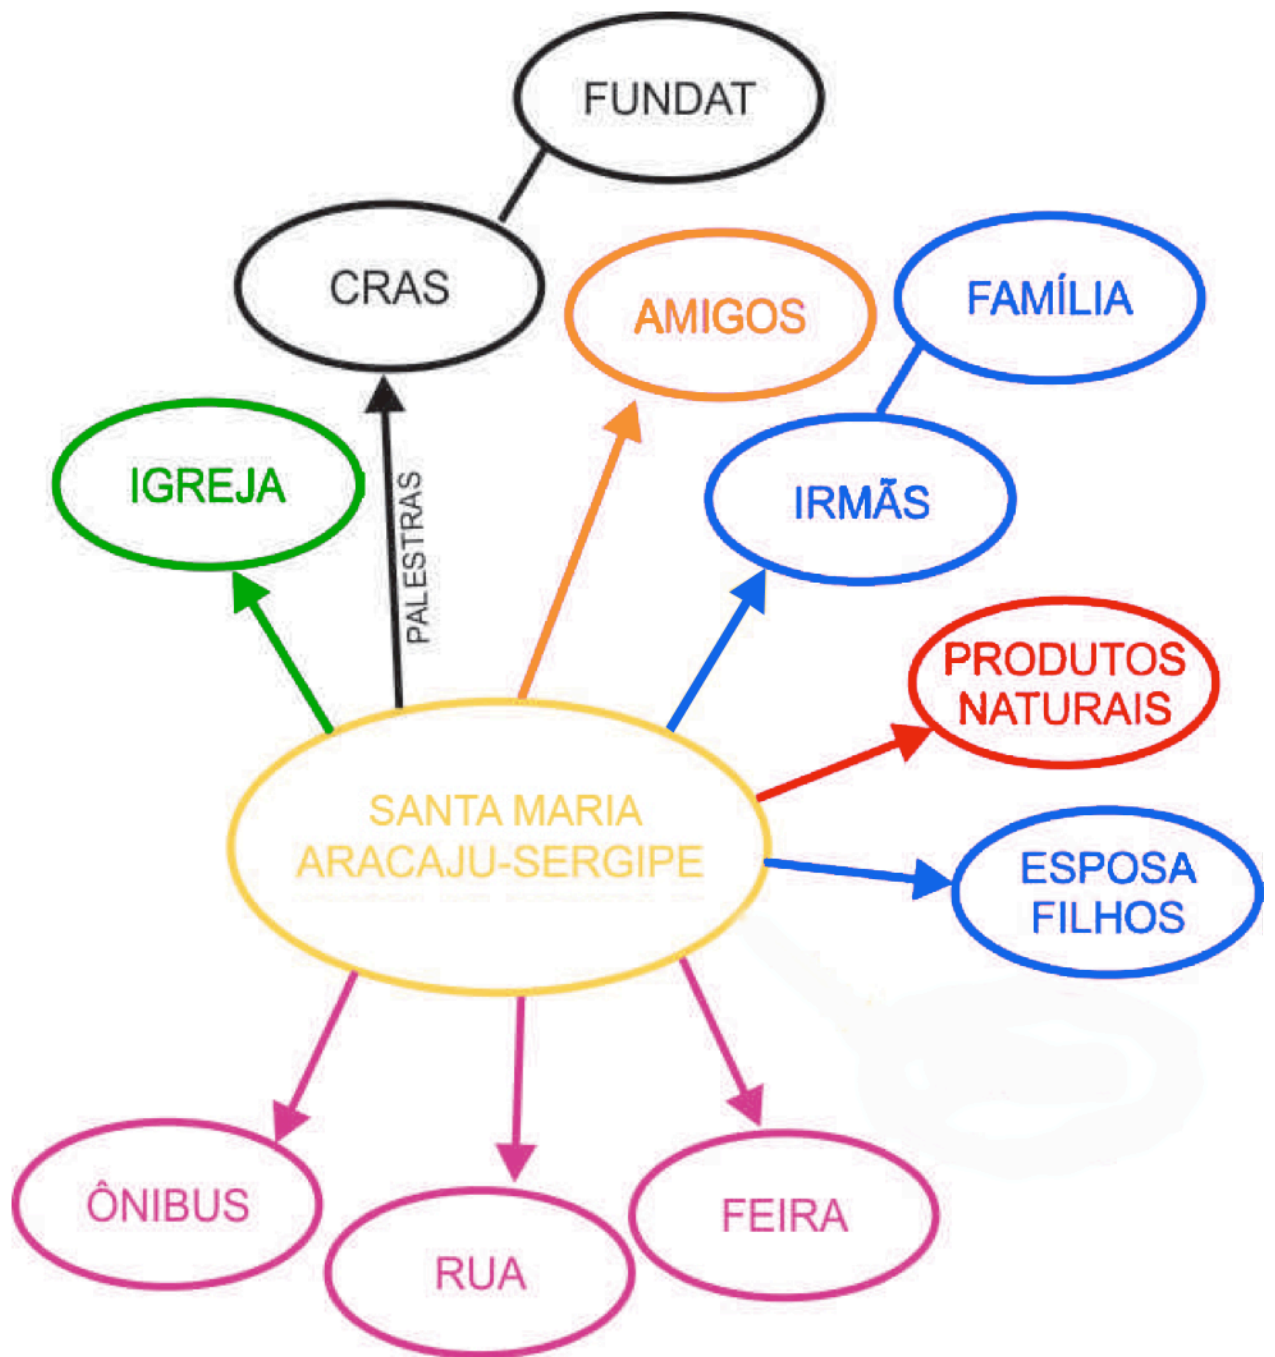 FUNDAT
CRAS
AMIGOS
FAMÍLIA
IGREJA
PALESTRAS
IRMÃS
PRODUTOS
NATURAIS
SANTA MARIA
ARACAJU-SERGIPE
ESPOSA
FILHOS
ÔNIBUS
RUA
FEIRA